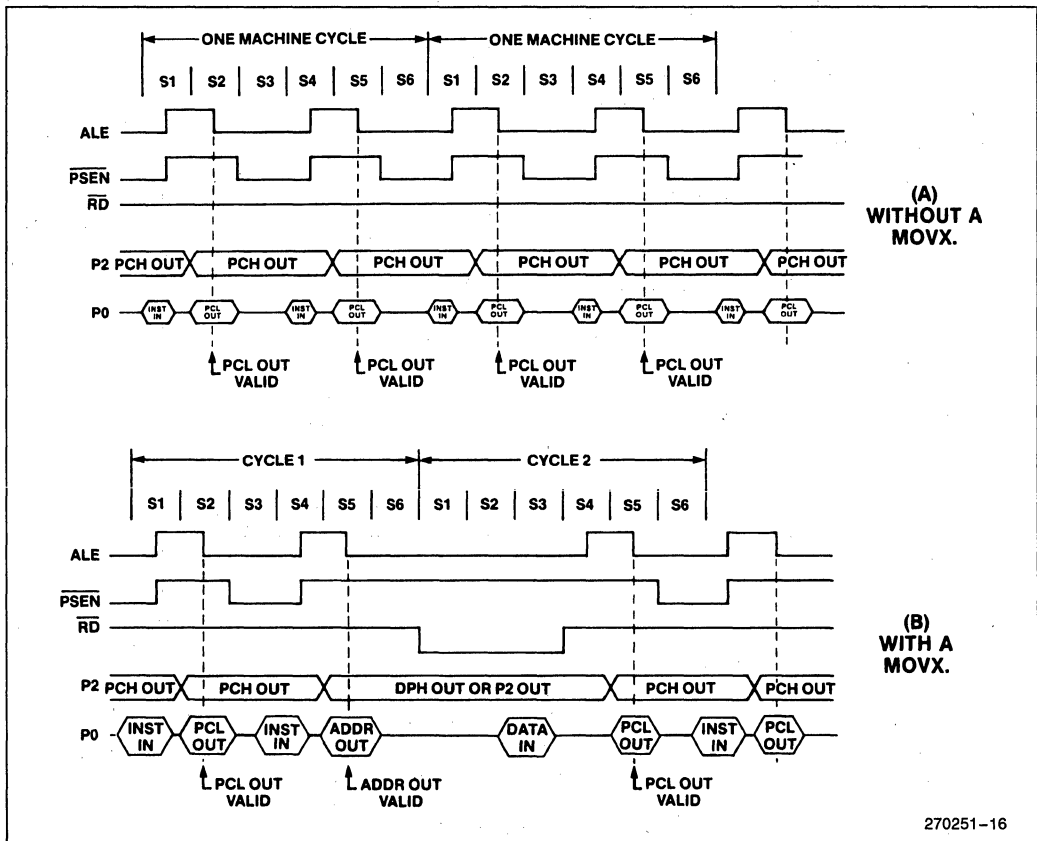 ONE MACHINE CYCLE ONE MACHINE CYCLE
S1 S2 S3 S4 S5 S6 S1 S2 S3 S4 S5 S6
ALE
PSEN
RD
(A)
WITHOUT A
MOVX.
P2 PCH OUT PCH OUT PCH OUT PCH OUT PCH OUT PCH OUT
P0 INST IN PCL OUT INST IN PCL OUT INST IN PCL OUT INST IN PCL OUT INST IN PCL OUT
PCL OUT VALID PCL OUT VALID PCL OUT VALID PCL OUT VALID
CYCLE 1 CYCLE 2
S1 S2 S3 S4 S5 S6 S1 S2 S3 S4 S5 S6
ALE
PSEN
RD
(B)
WITH A
MOVX.
P2 PCH OUT PCH OUT DPH OUT OR P2 OUT PCH OUT PCH OUT
P0 INST IN PCL OUT INST IN ADDR OUT DATA IN PCL OUT INST IN PCL OUT
PCL OUT VALID ADDR OUT VALID PCL OUT VALID
270251-16